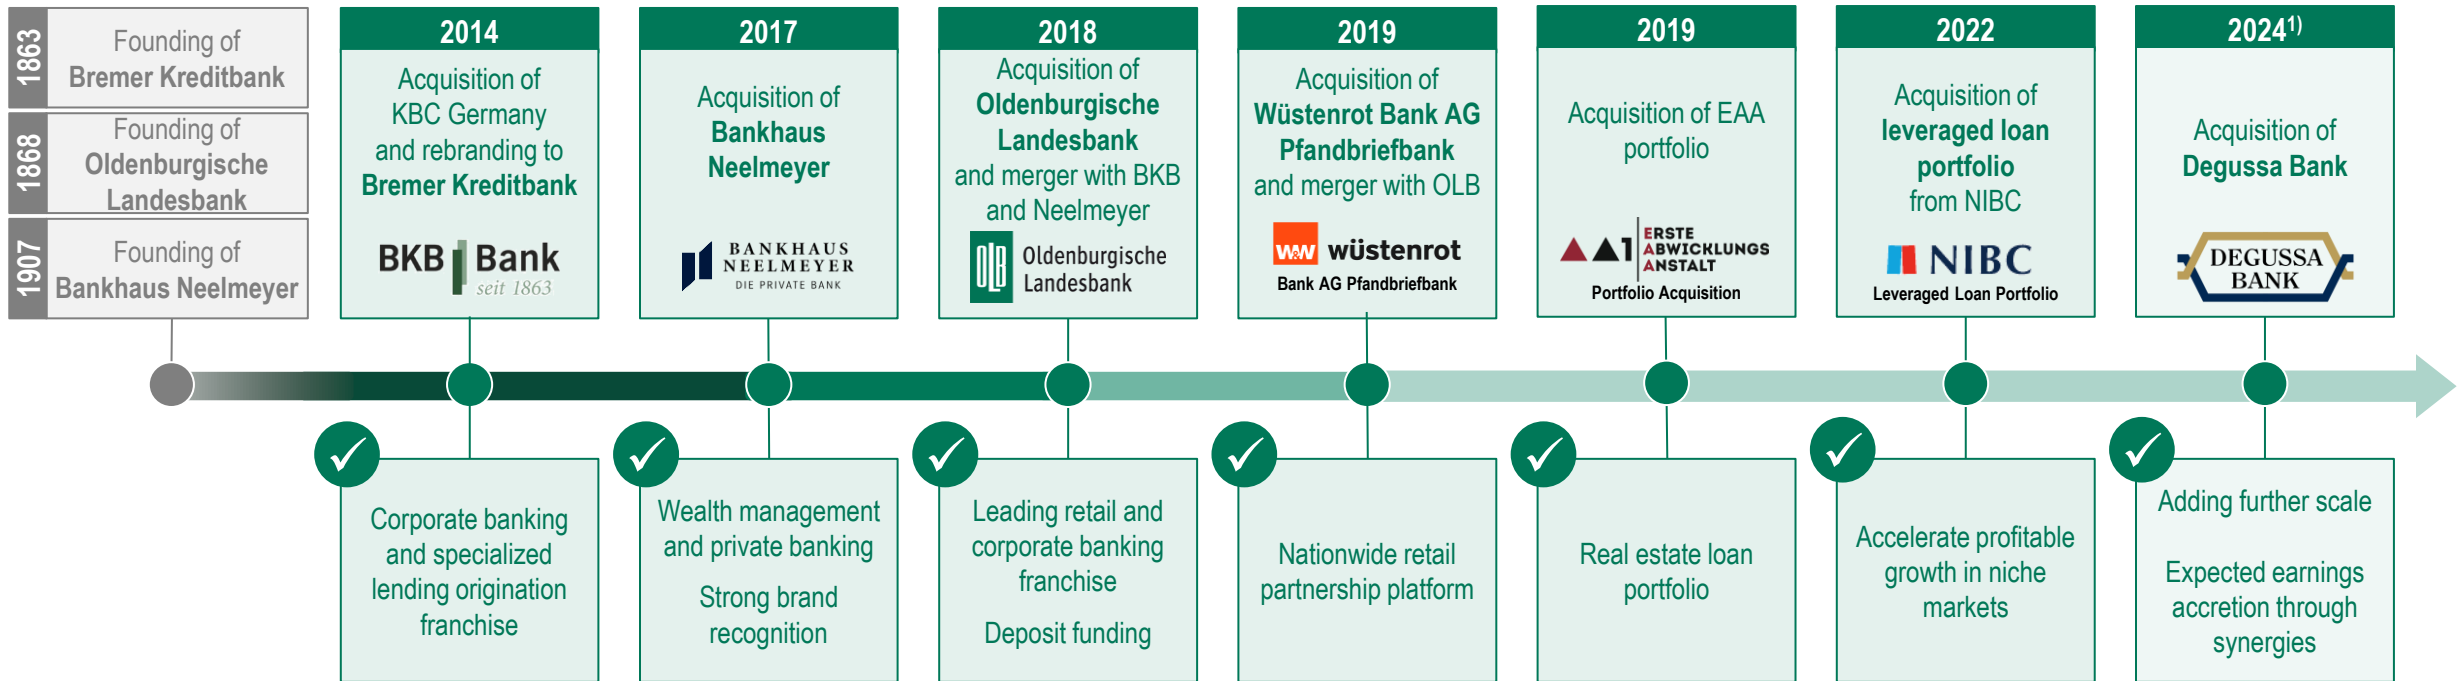 1863
Founding of
Bremer Kreditbank
1868
Founding of
Oldenburgische
Landesbank
1907
Founding of
Bankhaus Neelmeyer
2014
Acquisition of
KBC Germany
and rebranding to
Bremer Kreditbank
BKB Bank
seit 1863
2017
Acquisition of
Bankhaus
Neelmeyer
BANKHAUS
NEELMEYER
DIE PRIVATE BANK
2018
Acquisition of
Oldenburgische
Landesbank
and merger with BKB
and Neelmeyer
OLB
Oldenburgische
Landesbank
2019
Acquisition of
Wüstenrot Bank AG
Pfandbriefbank
and merger with OLB
W&W wüstenrot
Bank AG Pfandbriefbank
2019
Acquisition of EAA
portfolio
ERSTE
ABWICKLUNGS
ANSTALT
Portfolio Acquisition
2022
Acquisition of
leveraged loan
portfolio
from NIBC
NIBC
Leveraged Loan Portfolio
2024¹⁾
Acquisition of
Degussa Bank
DEGUSSA
BANK
Corporate banking
and specialized
lending origination
franchise
Wealth management
and private banking
Strong brand
recognition
Leading retail and
corporate banking
franchise
Deposit funding
Nationwide retail
partnership platform
Real estate loan
portfolio
Accelerate profitable
growth in niche
markets
Adding further scale
Expected earnings
accretion through
synergies